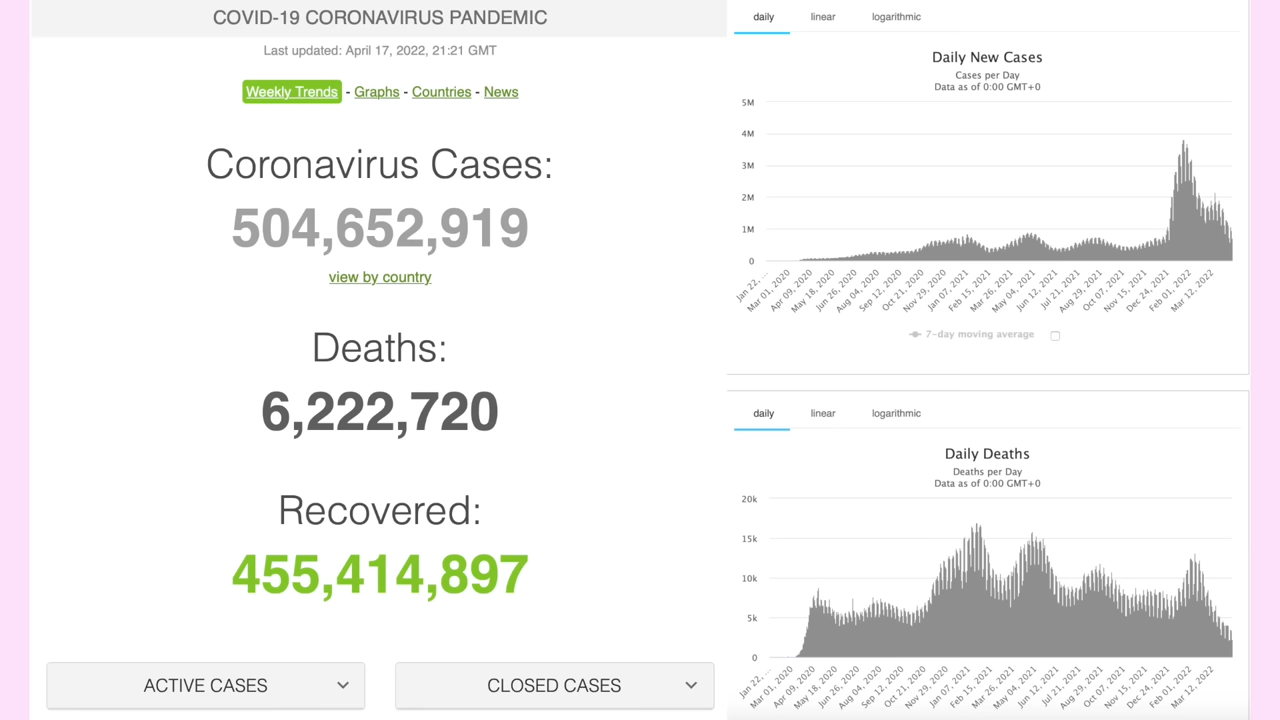 COVID-19 CORONAVIRUS PANDEMIC
Last updated: April 17, 2022, 21:21 GMT
Weekly Trends - Graphs - Countries - News
Coronavirus Cases:
504,652,919
view by country
Deaths:
6,222,720
Recovered:
455,414,897
ACTIVE CASES
CLOSED CASES
daily linear logarithmic
Daily New Cases
Cases per Day
Data as of 0:00 GMT+0
5M
4M
3M
2M
1M
0
Jan 22, ...
Mar 01, 2020
Apr 09, 2020
May 18, 2020
Jun 26, 2020
Aug 04, 2020
Sep 12, 2020
Oct 21, 2020
Nov 29, 2020
Jan 07, 2021
Feb 15, 2021
Mar 26, 2021
May 04, 2021
Jun 12, 2021
Jul 21, 2021
Aug 29, 2021
Oct 07, 2021
Nov 15, 2021
Dec 24, 2021
Feb 01, 2022
Mar 12, 2022
7-day moving average
daily linear logarithmic
Daily Deaths
Deaths per Day
Data as of 0:00 GMT+0
20k
15k
10k
5k
0
Jan 22, ...
Mar 01, 2020
Apr 09, 2020
May 18, 2020
Jun 26, 2020
Aug 04, 2020
Sep 12, 2020
Oct 21, 2020
Nov 29, 2020
Jan 07, 2021
Feb 15, 2021
Mar 26, 2021
May 04, 2021
Jun 12, 2021
Jul 21, 2021
Aug 29, 2021
Oct 07, 2021
Nov 15, 2021
Dec 24, 2021
Feb 01, 2022
Mar 12, 2022